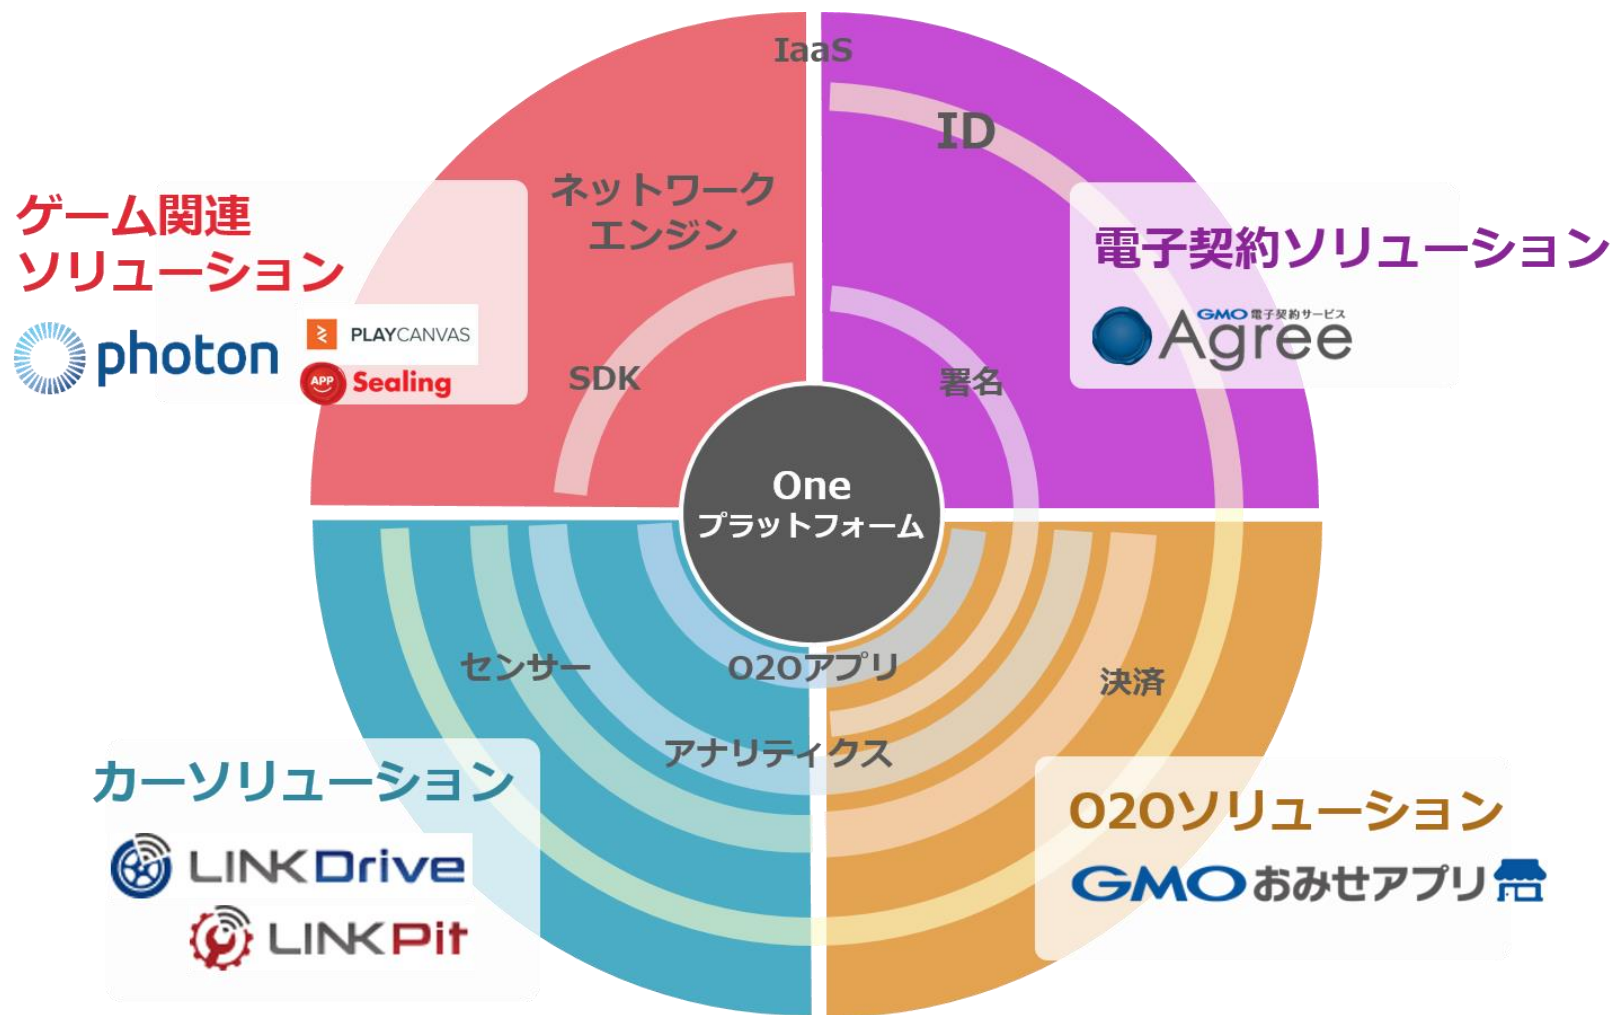 IaaS
ID
ネットワーク
エンジン
ゲーム関連
ソリューション
photon
PLAYCANVAS
APP
Sealing
SDK
電子契約ソリューション
GMO 電子契約サービス
Agree
署名
One
プラットフォーム
センサー
O2Oアプリ
決済
アナリティクス
カーソリューション
LINK Drive
LINK Pit
O2Oソリューション
GMOおみせアプリ